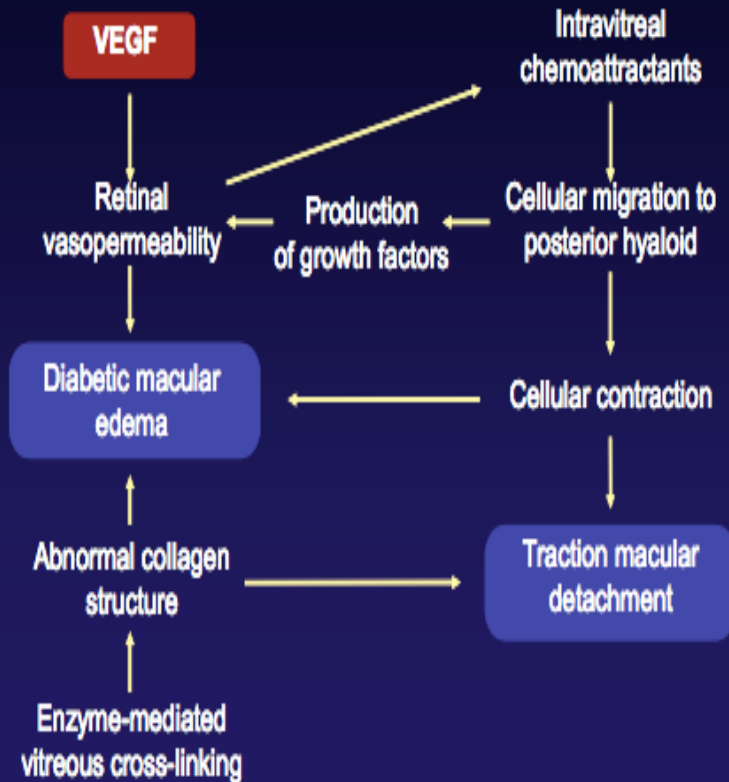 VEGF
Intravitreal
chemoattractants
Retinal
vasopermeability
Production
of growth factors
Cellular migration to
posterior hyaloid
Diabetic macular
edema
Cellular contraction
Abnormal collagen
structure
Traction macular
detachment
Enzyme-mediated
vitreous cross-linking